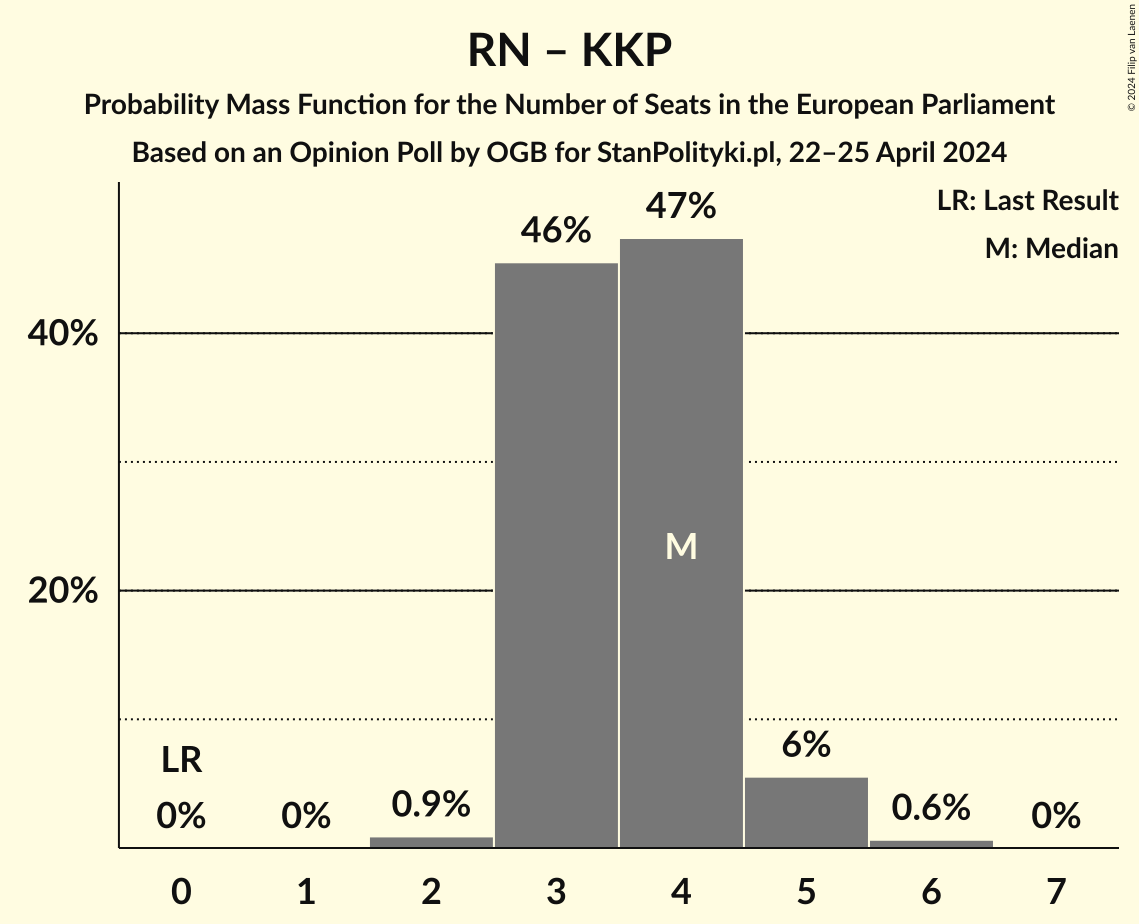 RN – KKP
Probability Mass Function for the Number of Seats in the European Parliament
Based on an Opinion Poll by OGB for StanPolityki.pl, 22–25 April 2024
© 2024 Filip van Laenen
LR: Last Result
M: Median
47%
46%
40%
M
20%
LR
6%
0% 0% 0.9% 0.6% 0%
0 1 2 3 4 5 6 7